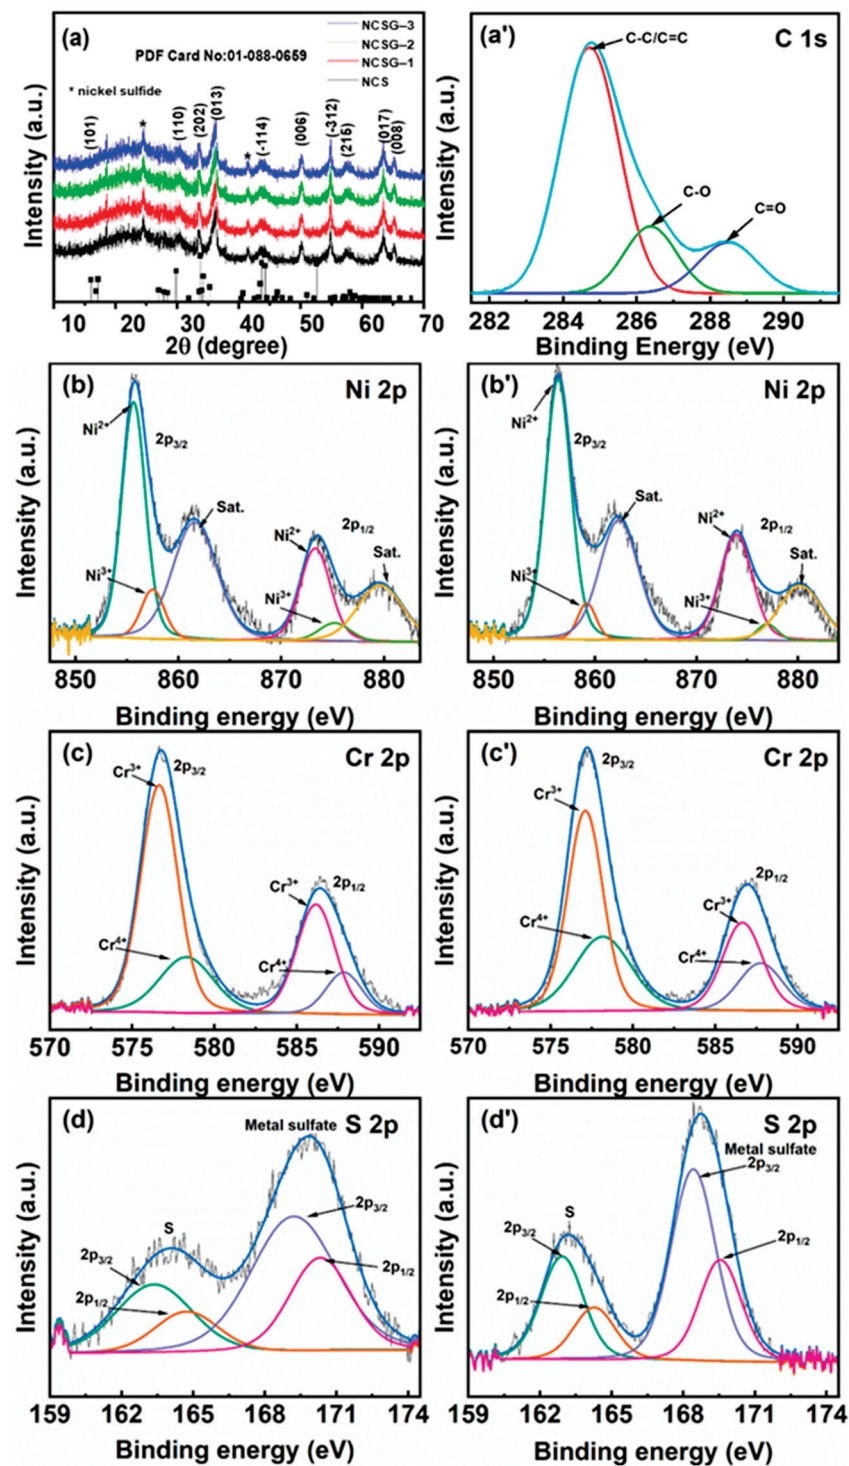 (a)
NCSG–3
NCSG–2
NCSG–1
NCS
PDF Card No:01-088-0659
* nickel sulfide
(101)
*
(110)
(202)
(013)
*
(-114)
(006)
(-312)
(215)
(017)
(008)
Intensity (a.u.)
10 20 30 40 50 60 70
2θ (degree)
(a') C 1s
C-C/C=C
C-O
C=O
Intensity (a.u.)
282 284 286 288 290
Binding Energy (eV)
(b) Ni 2p
Ni2+
2p3/2
Sat.
Ni3+
Ni2+
2p1/2
Sat.
Ni3+
Intensity (a.u.)
850 860 870 880
Binding energy (eV)
(b') Ni 2p
Ni2+
2p3/2
Sat.
Ni3+
Ni2+
2p1/2
Sat.
Ni3+
Intensity (a.u.)
850 860 870 880
Binding energy (eV)
(c) Cr 2p
Cr3+
2p3/2
Cr4+
Cr3+
2p1/2
Cr4+
Intensity (a.u.)
570 575 580 585 590
Binding energy (eV)
(c') Cr 2p
2p3/2
Cr3+
Cr4+
2p1/2
Cr3+
Cr4+
Intensity (a.u.)
570 575 580 585 590
Binding energy (eV)
(d) S 2p
Metal sulfate
S
2p3/2
2p1/2
2p3/2
2p1/2
Intensity (a.u.)
159 162 165 168 171 174
Binding energy (eV)
(d') S 2p
Metal sulfate
2p3/2
S
2p3/2
2p1/2
2p1/2
Intensity (a.u.)
159 162 165 168 171 174
Binding energy (eV)